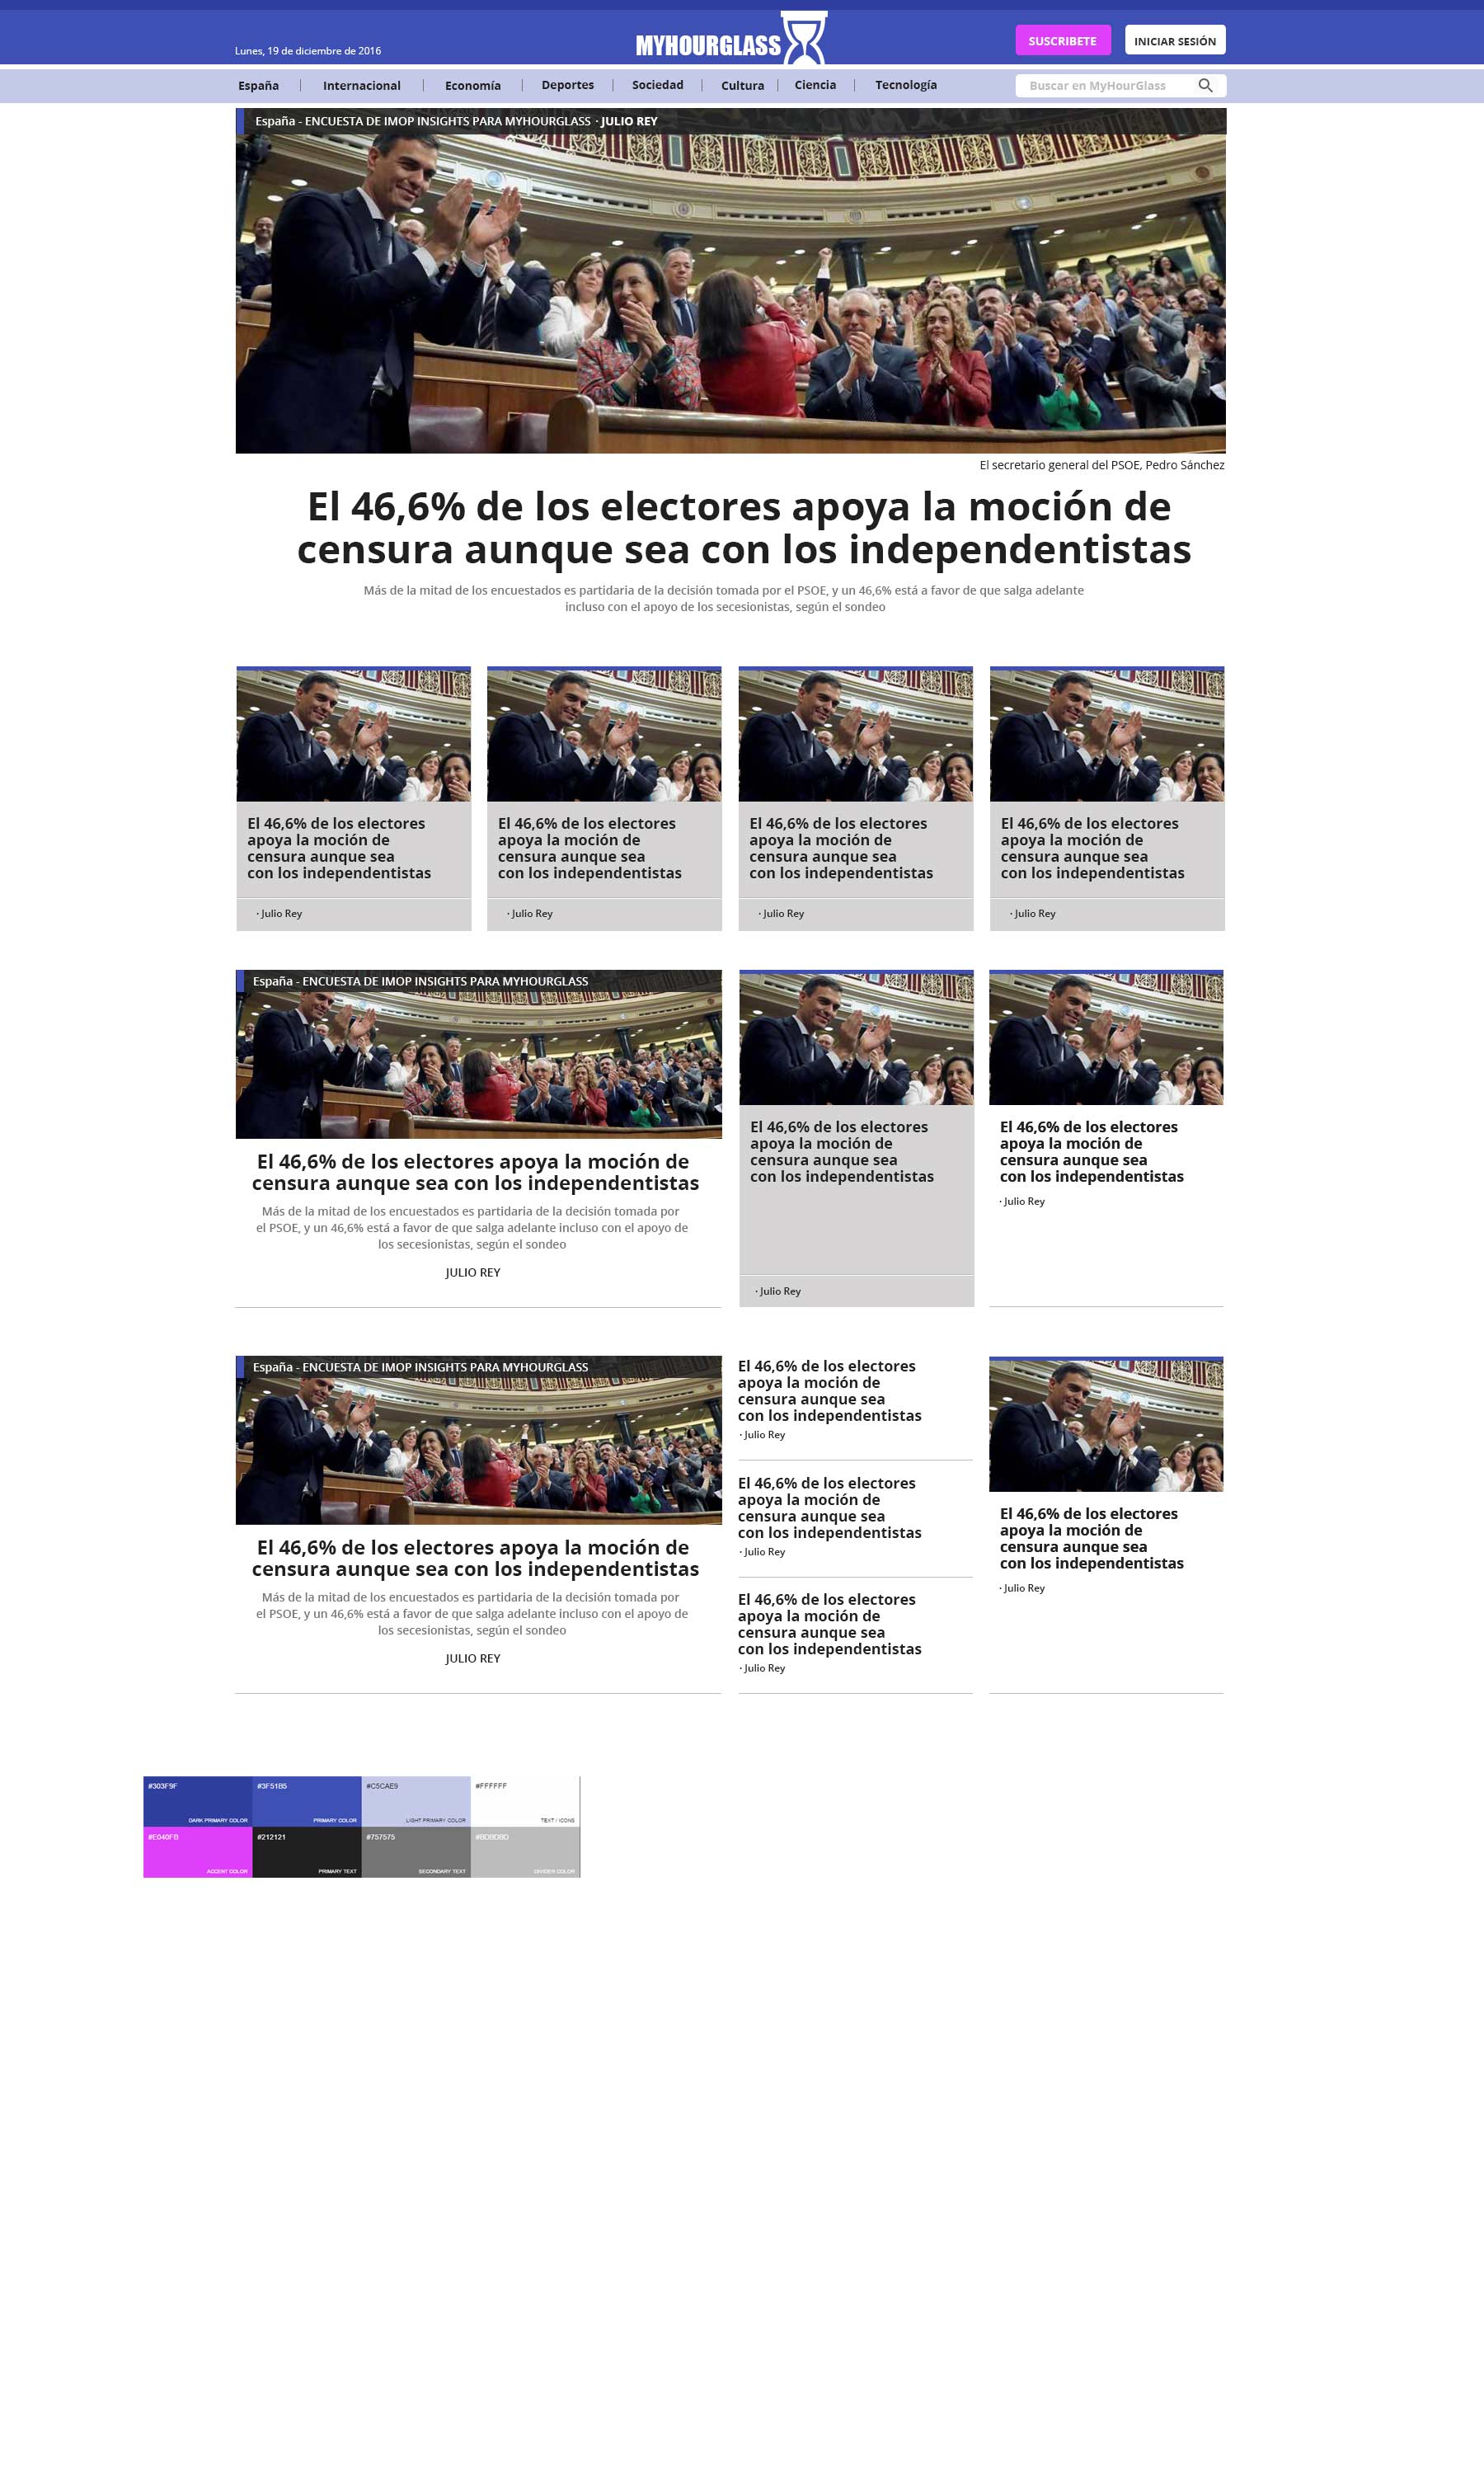 Lunes, 19 de diciembre de 2016
MYHOURGLASS
SUSCRIBETE
INICIAR SESIÓN
España
Internacional
Economía
Deportes
Sociedad
Cultura
Ciencia
Tecnología
Buscar en MyHourGlass
España - ENCUESTA DE IMOP INSIGHTS PARA MYHOURGLASS · JULIO REY
El secretario general del PSOE, Pedro Sánchez
El 46,6% de los electores apoya la moción de
censura aunque sea con los independentistas
Más de la mitad de los encuestados es partidaria de la decisión tomada por el PSOE, y un 46,6% está a favor de que salga adelante
incluso con el apoyo de los secesionistas, según el sondeo
El 46,6% de los electores
apoya la moción de
censura aunque sea
con los independentistas
· Julio Rey
El 46,6% de los electores
apoya la moción de
censura aunque sea
con los independentistas
· Julio Rey
El 46,6% de los electores
apoya la moción de
censura aunque sea
con los independentistas
· Julio Rey
El 46,6% de los electores
apoya la moción de
censura aunque sea
con los independentistas
· Julio Rey
España - ENCUESTA DE IMOP INSIGHTS PARA MYHOURGLASS
El 46,6% de los electores apoya la moción de
censura aunque sea con los independentistas
Más de la mitad de los encuestados es partidaria de la decisión tomada por
el PSOE, y un 46,6% está a favor de que salga adelante incluso con el apoyo de
los secesionistas, según el sondeo
JULIO REY
El 46,6% de los electores
apoya la moción de
censura aunque sea
con los independentistas
· Julio Rey
El 46,6% de los electores
apoya la moción de
censura aunque sea
con los independentistas
· Julio Rey
España - ENCUESTA DE IMOP INSIGHTS PARA MYHOURGLASS
El 46,6% de los electores apoya la moción de
censura aunque sea con los independentistas
Más de la mitad de los encuestados es partidaria de la decisión tomada por
el PSOE, y un 46,6% está a favor de que salga adelante incluso con el apoyo de
los secesionistas, según el sondeo
JULIO REY
El 46,6% de los electores
apoya la moción de
censura aunque sea
con los independentistas
· Julio Rey
El 46,6% de los electores
apoya la moción de
censura aunque sea
con los independentistas
· Julio Rey
El 46,6% de los electores
apoya la moción de
censura aunque sea
con los independentistas
· Julio Rey
El 46,6% de los electores
apoya la moción de
censura aunque sea
con los independentistas
· Julio Rey
#303F9F
DARK PRIMARY COLOR
#3F51B5
PRIMARY COLOR
#C5CAE9
LIGHT PRIMARY COLOR
#FFFFFF
TEXT / ICONS
#E040FB
ACCENT COLOR
#212121
PRIMARY TEXT
#757575
SECONDARY TEXT
#BDBDBD
DIVIDER COLOR